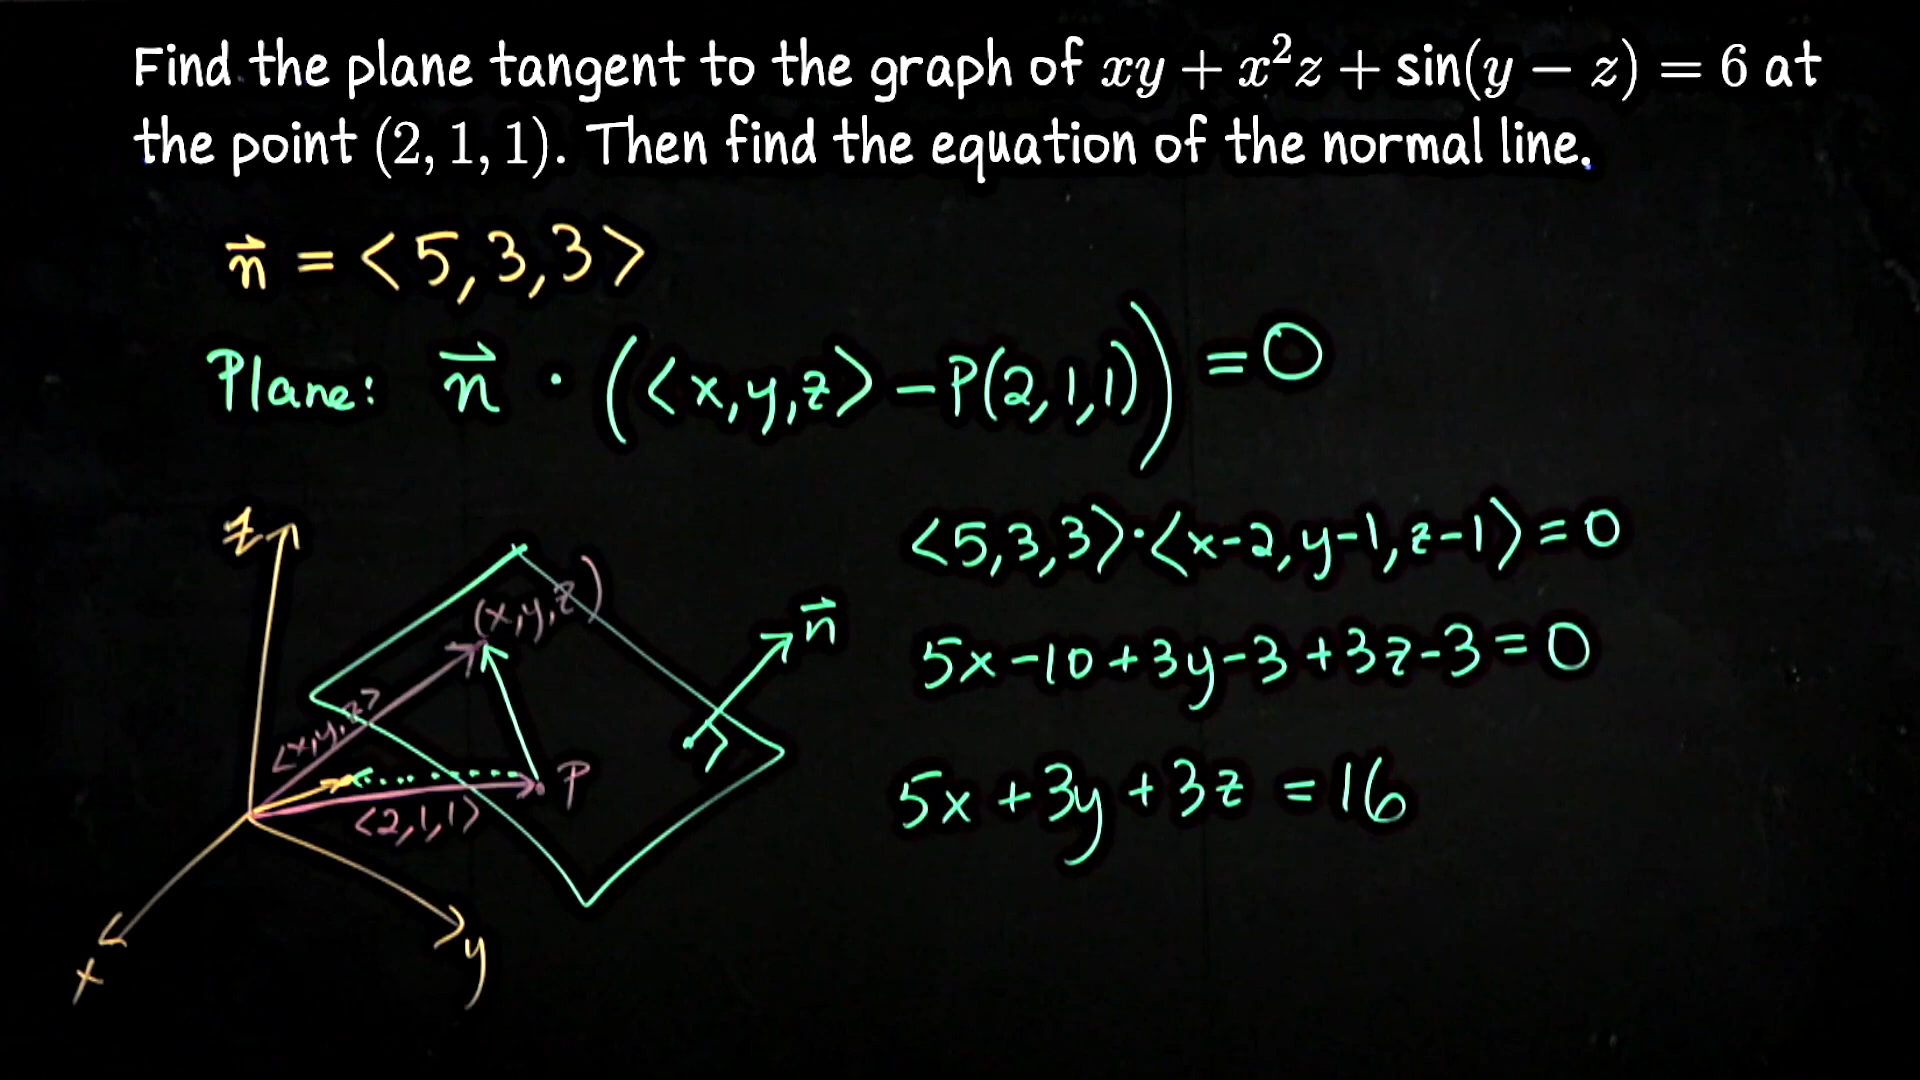 Find the plane tangent to the graph of xy + x²z + sin(y − z) = 6 at
the point (2, 1, 1). Then find the equation of the normal line.
n⃗ = <5,3,3>
Plane: n⃗ · (<x,y,z> − P(2,1,1)) = 0
<5,3,3>·<x-2,y-1,z-1> = 0
5x-10+3y-3+3z-3=0
5x+3y+3z = 16
z
(x,y,z)
n⃗
<x,y,z>
P
<2,1,1>
x
y